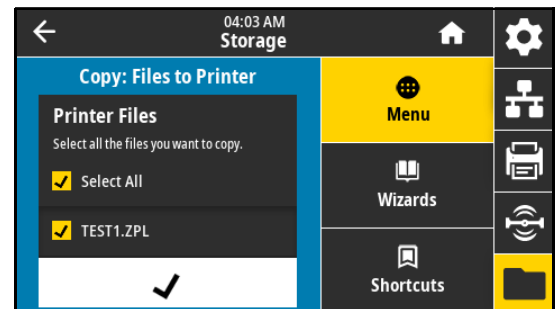 04:03 AM
Storage
Copy: Files to Printer
Printer Files
Select all the files you want to copy.
Select All
TEST1.ZPL
Menu
Wizards
Shortcuts